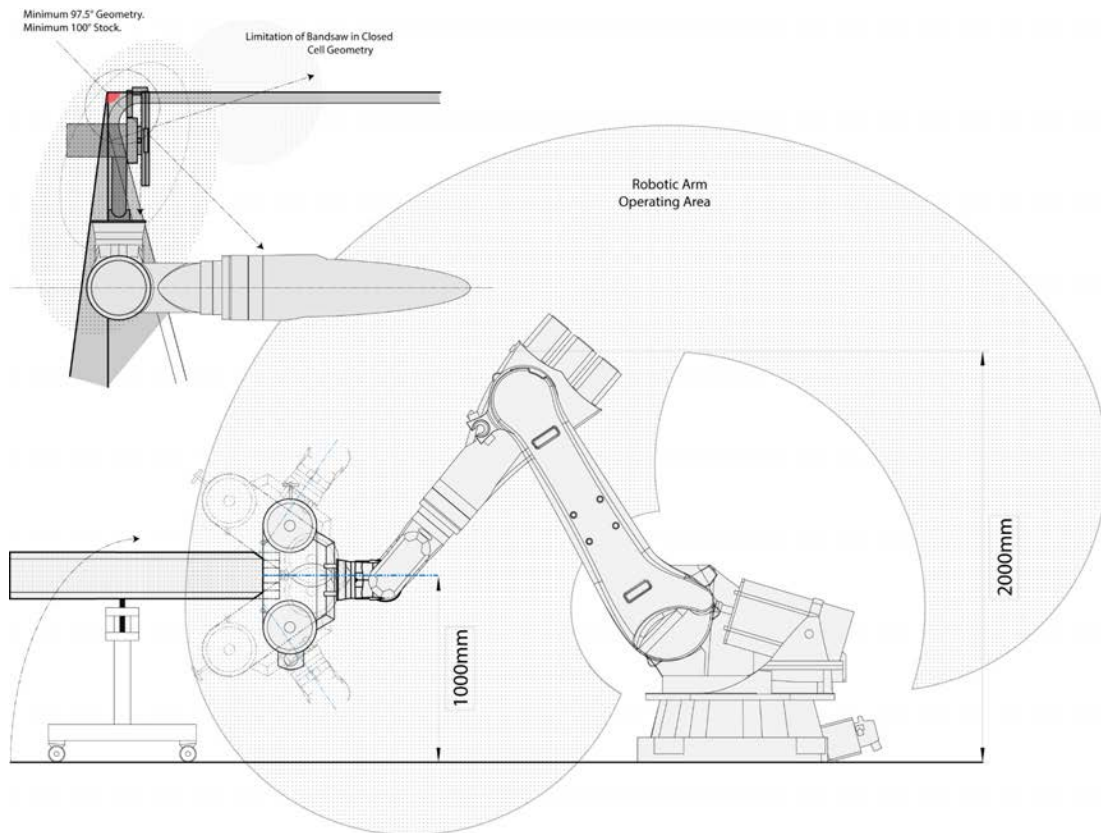 Minimum 97.5° Geometry.
Minimum 100° Stock.
Limitation of Bandsaw in Closed
Cell Geometry
Robotic Arm
Operating Area
2000mm
1000mm